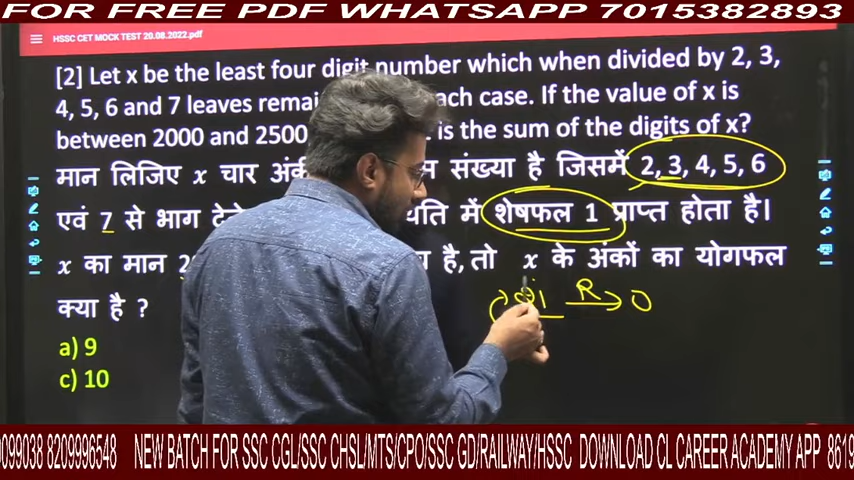 FOR FREE PDF WHATSAPP 7015382893
HSSC CET MOCK TEST 20.08.2022.pdf
[2] Let x be the least four digit number which when divided by 2, 3,
4, 5, 6 and 7 leaves ach case. If the value of x is
between 2000 and 2500 is the sum of the digits of x?
मान लिजिए x चार संख्या है जिसमें 2, 3, 4, 5, 6
एवं 7 से भाग में शेषफल 1 प्राप्त होता है।
x का मान है, तो x के अंकों का योगफल
क्या है ?
R 0
a) 9
c) 10
099038 8209996548 NEW BATCH FOR SSC CGL/SSC CHSL/MTS/CPO/SSC GD/RAILWAY/HSSC DOWNLOAD CL CAREER ACADEMY APP 8619